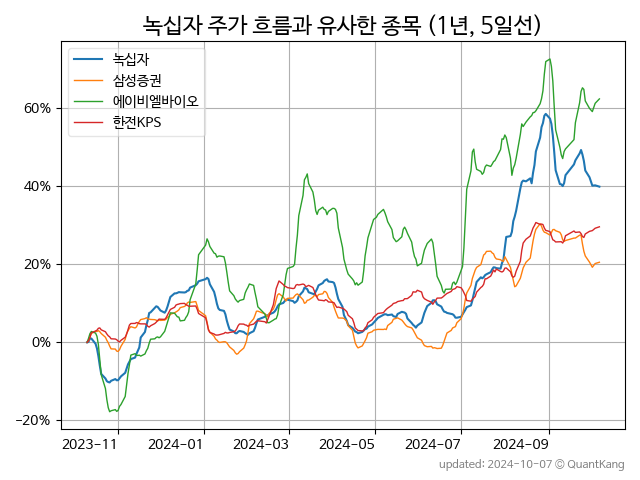 녹십자 주가 흐름과 유사한 종목 (1년, 5일선)
녹십자
삼성증권
에이비엘바이오
한전KPS
60%
40%
20%
0%
−20%
2023-11
2024-01
2024-03
2024-05
2024-07
2024-09
updated: 2024-10-07 © QuantKang